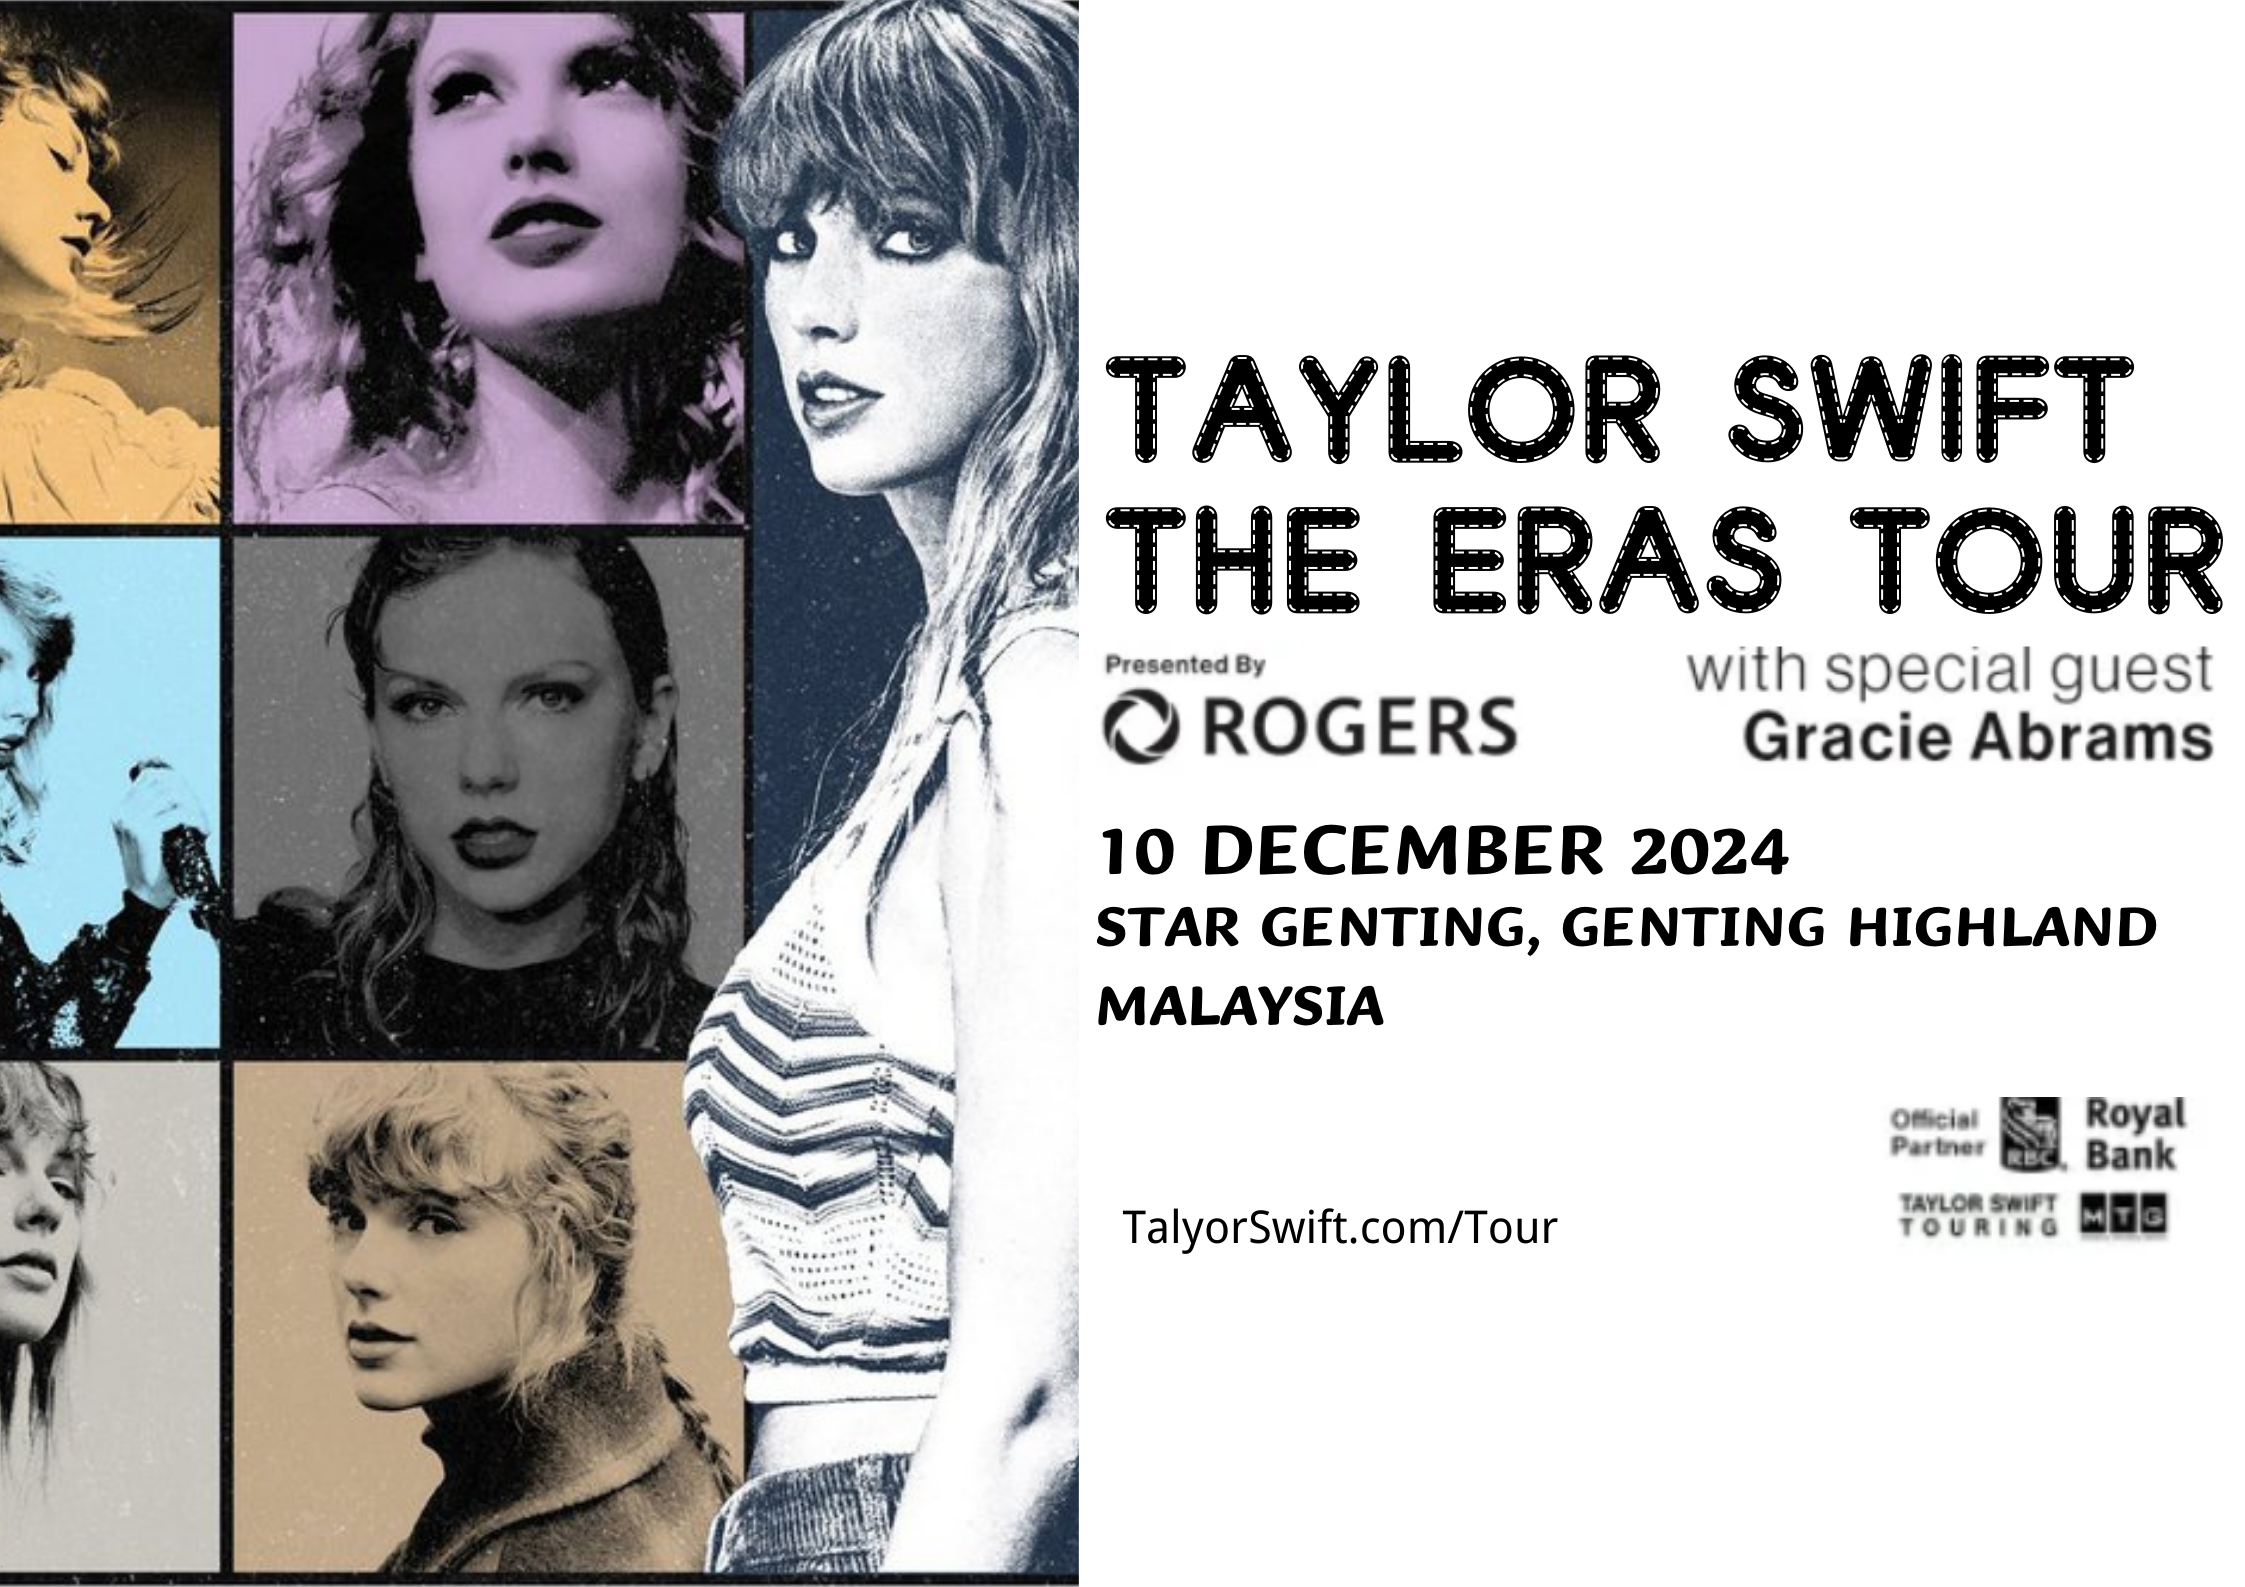 TAYLOR SWIFT
THE ERAS TOUR
Presented By
ROGERS
with special guest
Gracie Abrams
10 DECEMBER 2024
STAR GENTING, GENTING HIGHLAND
MALAYSIA
Official
Partner
RBC
Royal
Bank
TAYLOR SWIFT
TOURING
MTG
TalyorSwift.com/Tour